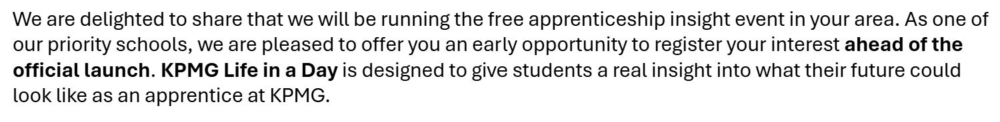 We are delighted to share that we will be running the free apprenticeship insight event in your area. As one of
our priority schools, we are pleased to offer you an early opportunity to register your interest ahead of the
official launch. KPMG Life in a Day is designed to give students a real insight into what their future could
look like as an apprentice at KPMG.